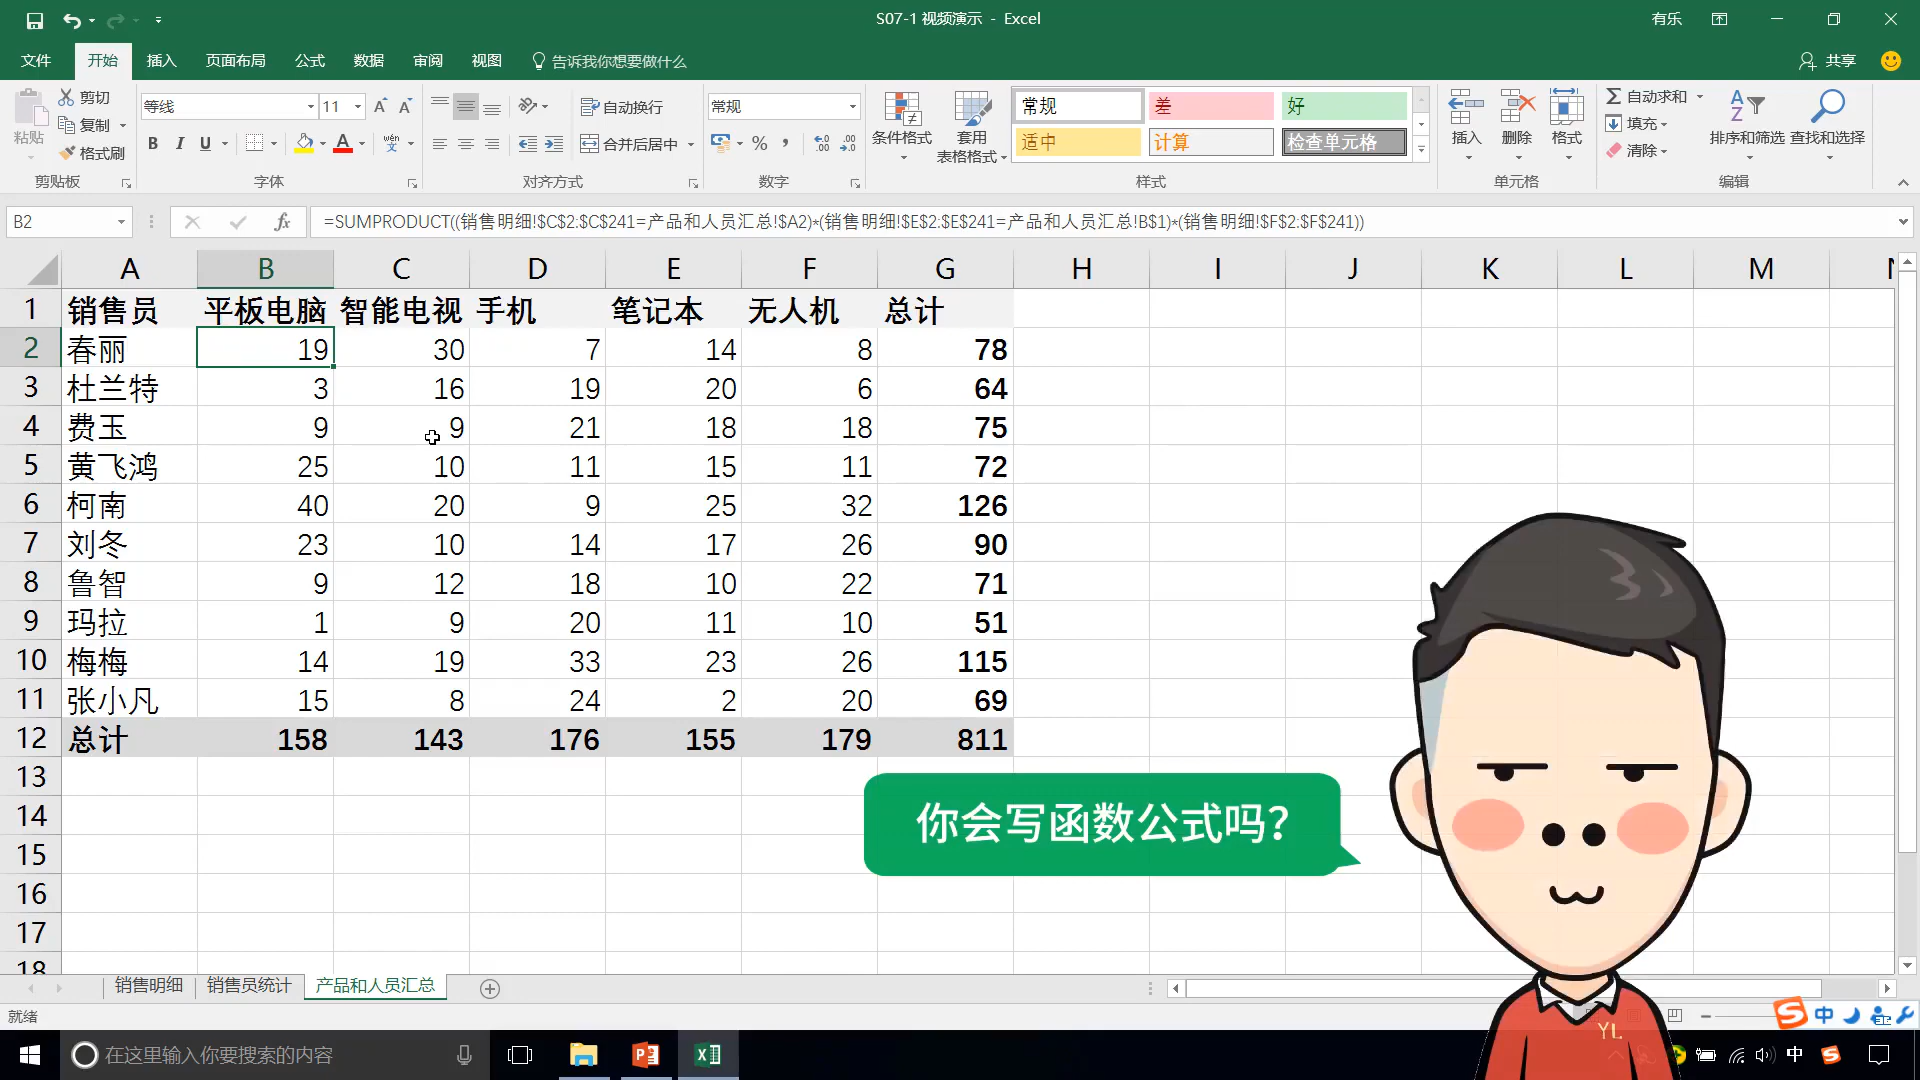 S07-1 视频演示 - Excel
有乐
文件 开始 插入 页面布局 公式 数据 审阅 视图 告诉我你想要做什么 共享
粘贴 剪切 复制 格式刷 剪贴板
等线 11 B I U A wén 文 字体
自动换行 合并后居中 对齐方式
常规 % 数字
条件格式 套用 表格格式
常规 差 好
适中 计算 检查单元格
样式
插入 删除 格式 单元格
自动求和 填充 清除 排序和筛选 查找和选择 编辑
B2 fx =SUMPRODUCT((销售明细!$C$2:$C$241=产品和人员汇总!$A2)*(销售明细!$E$2:$E$241=产品和人员汇总!B$1)*(销售明细!$F$2:$F$241))
A B C D E F G H I J K L M
1 销售员 平板电脑 智能电视 手机 笔记本 无人机 总计
2 春丽 19 30 7 14 8 78
3 杜兰特 3 16 19 20 6 64
4 费玉 9 9 21 18 18 75
5 黄飞鸿 25 10 11 15 11 72
6 柯南 40 20 9 25 32 126
7 刘冬 23 10 14 17 26 90
8 鲁智 9 12 18 10 22 71
9 玛拉 1 9 20 11 10 51
10 梅梅 14 19 33 23 26 115
11 张小凡 15 8 24 2 20 69
12 总计 158 143 176 155 179 811
13
14
15
16
17
18
你会写函数公式吗？
YL
销售明细 销售员统计 产品和人员汇总
就绪
中
在这里输入你要搜索的内容
中